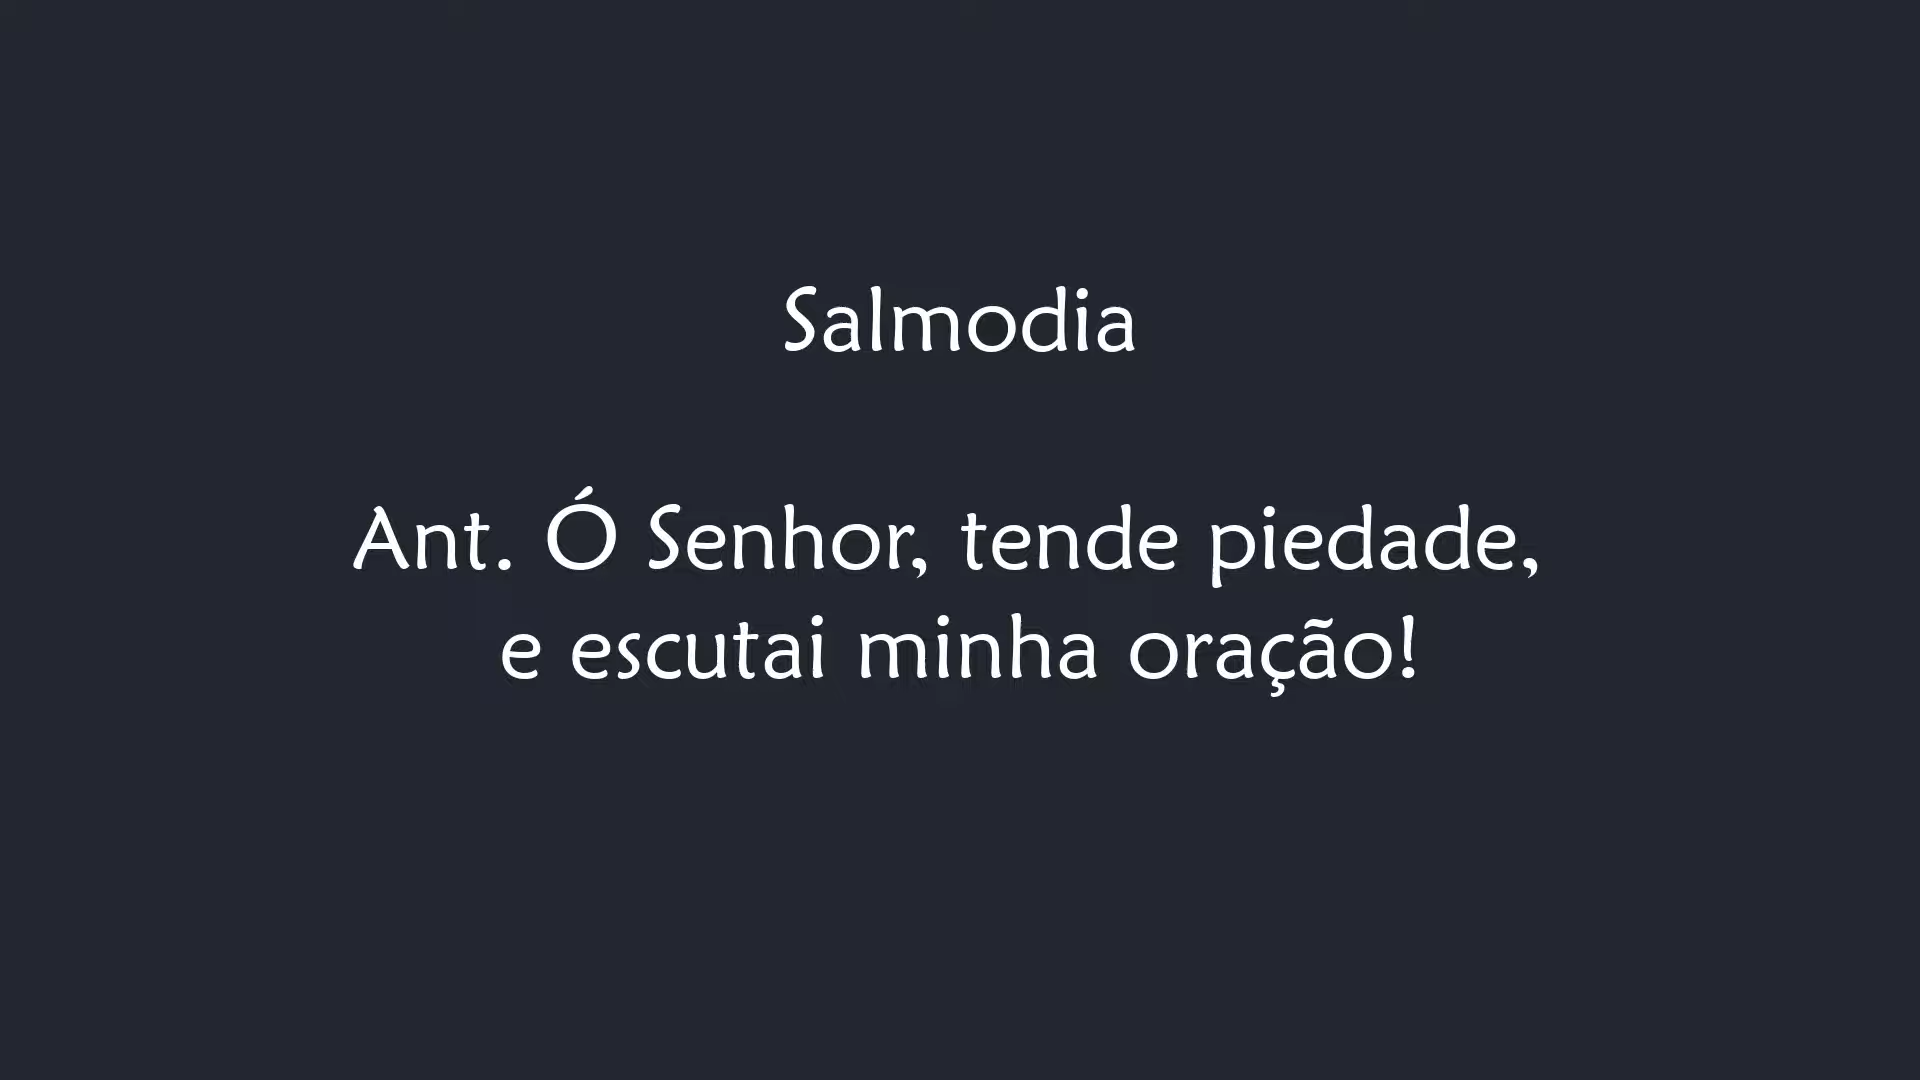 Salmodia
Ant. Ó Senhor, tende piedade,
e escutai minha oração!